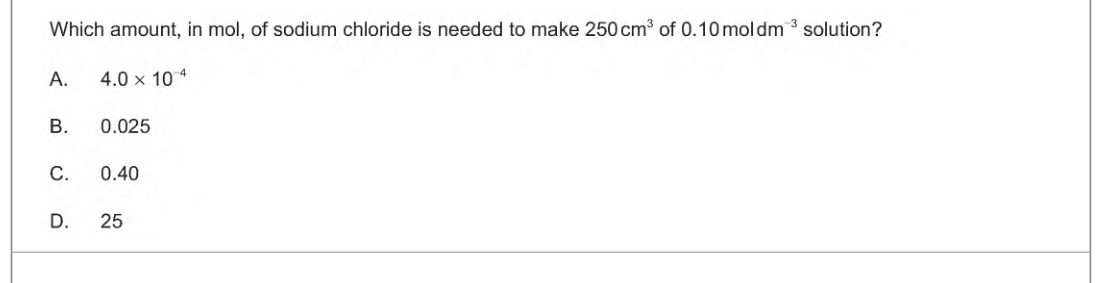 Which amount, in mol, of sodium chloride is needed to make 250 cm³ of 0.10 mol dm⁻³ solution?
A. 4.0 × 10⁻⁴
B. 0.025
C. 0.40
D. 25